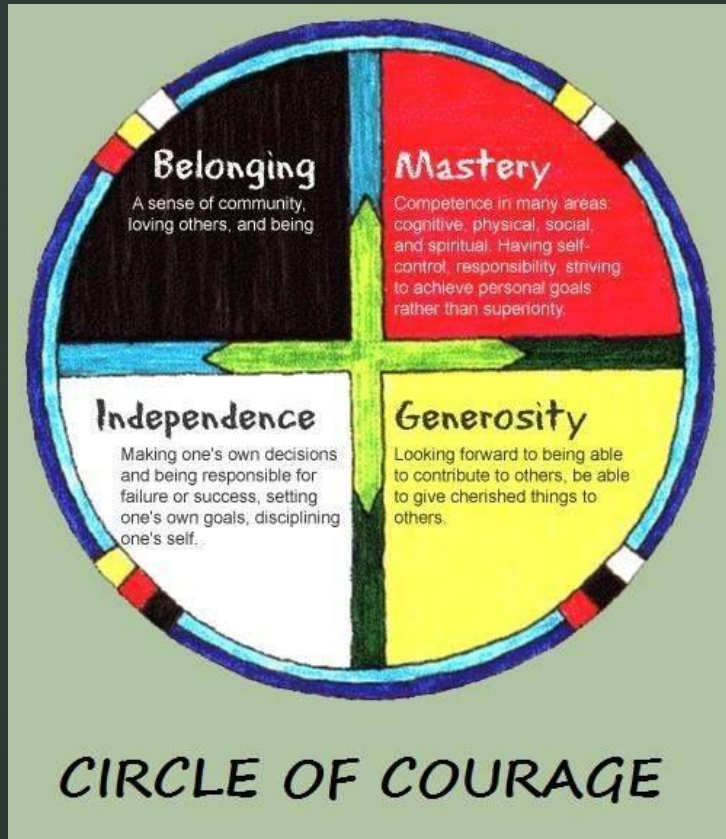 Belonging
A sense of community,
loving others, and being
Mastery
Competence in many areas:
cognitive, physical, social,
and spiritual. Having self-
control, responsibility, striving
to achieve personal goals
rather than superiority.
Independence
Making one's own decisions
and being responsible for
failure or success, setting
one's own goals, disciplining
one's self.
Generosity
Looking forward to being able
to contribute to others, be able
to give cherished things to
others.
CIRCLE OF COURAGE